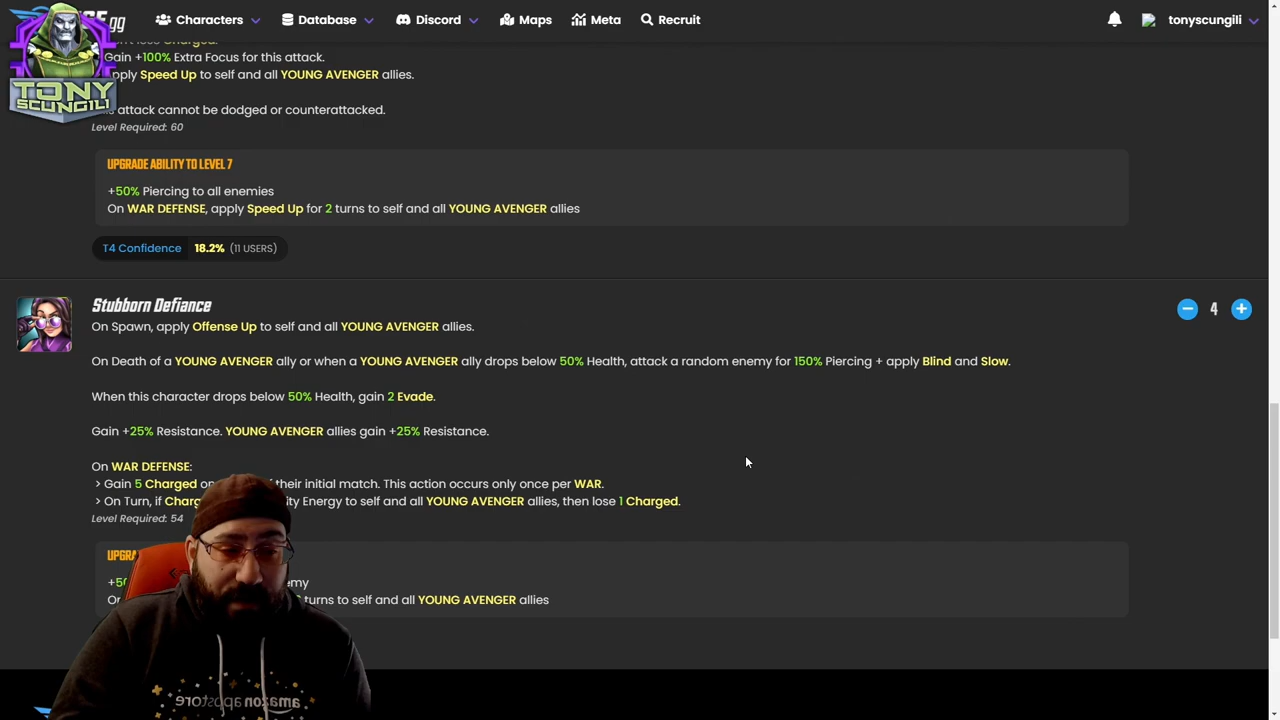 .gg
Characters
Database
Discord
Maps
Meta
Recruit
tonyscungili
TONY
SCUNGILI
lose Charged.
Gain +100% Extra Focus for this attack.
pply Speed Up to self and all YOUNG AVENGER allies.
attack cannot be dodged or counterattacked.
Level Required: 60
UPGRADE ABILITY TO LEVEL 7
+50% Piercing to all enemies
On WAR DEFENSE, apply Speed Up for 2 turns to self and all YOUNG AVENGER allies
T4 Confidence 18.2% (11 USERS)
Stubborn Defiance
4
On Spawn, apply Offense Up to self and all YOUNG AVENGER allies.
On Death of a YOUNG AVENGER ally or when a YOUNG AVENGER ally drops below 50% Health, attack a random enemy for 150% Piercing + apply Blind and Slow.
When this character drops below 50% Health, gain 2 Evade.
Gain +25% Resistance. YOUNG AVENGER allies gain +25% Resistance.
On WAR DEFENSE:
> Gain 5 Charged on their initial match. This action occurs only once per WAR.
> On Turn, if Charg ity Energy to self and all YOUNG AVENGER allies, then lose 1 Charged.
Level Required: 54
UPGRA
+50 emy
turns to self and all YOUNG AVENGER allies
amazon appstore